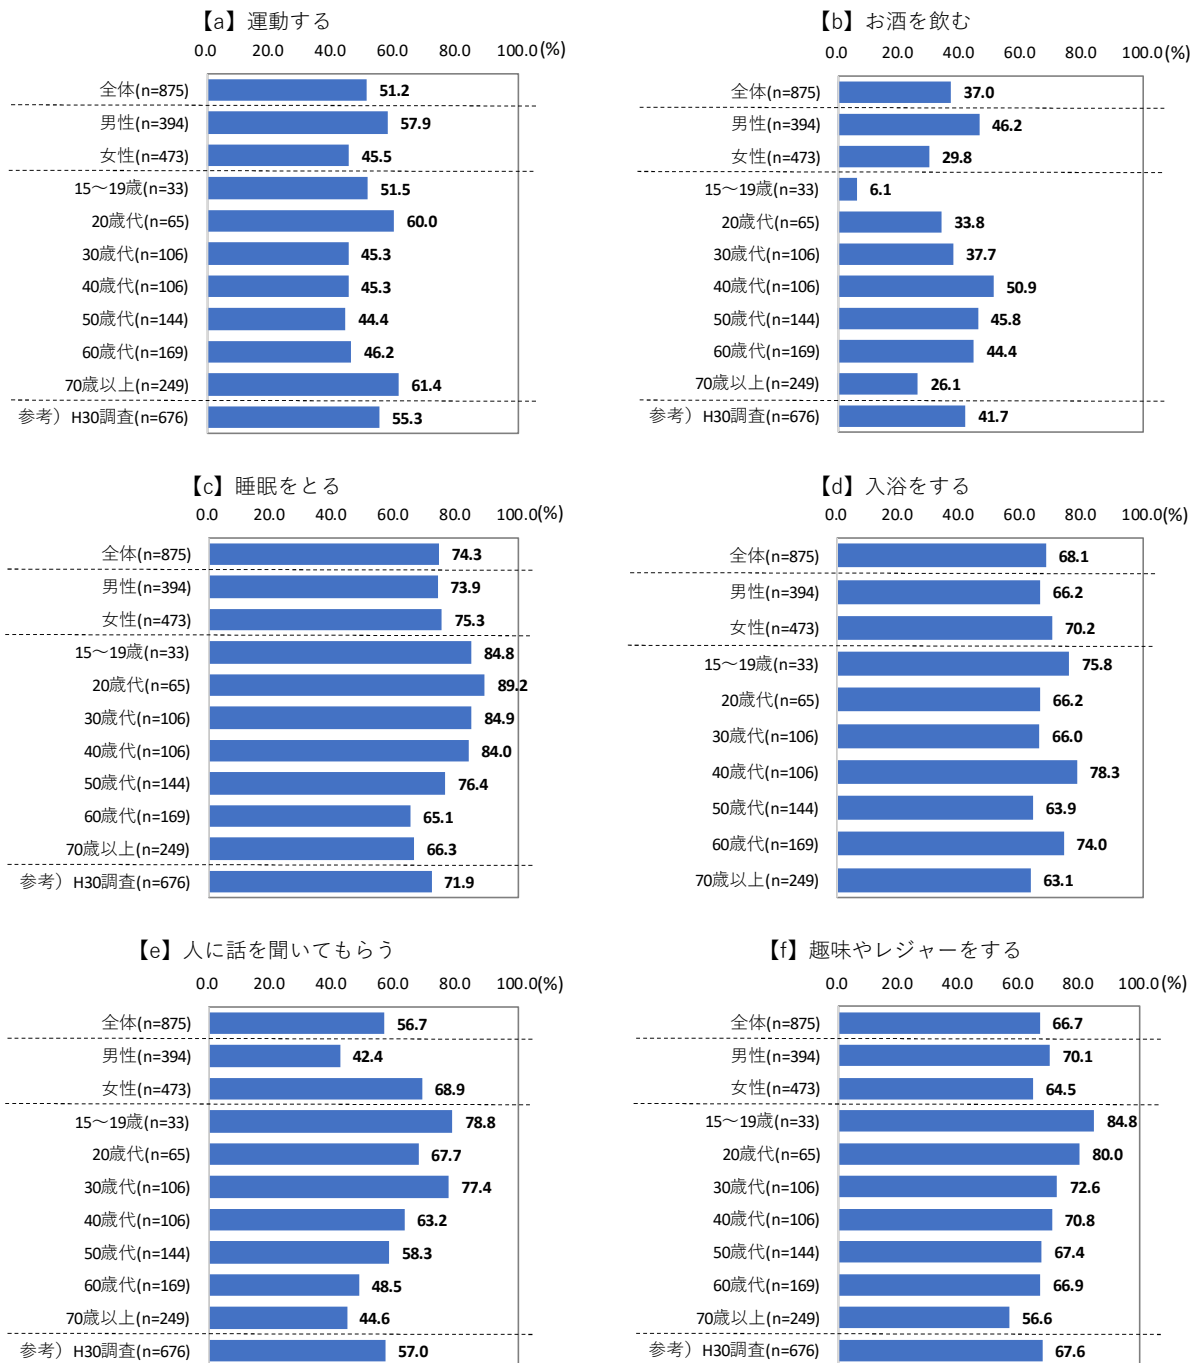 【a】運動する
0.0 20.0 40.0 60.0 80.0 100.0(%)
全体(n=875) 51.2
男性(n=394) 57.9
女性(n=473) 45.5
15～19歳(n=33) 51.5
20歳代(n=65) 60.0
30歳代(n=106) 45.3
40歳代(n=106) 45.3
50歳代(n=144) 44.4
60歳代(n=169) 46.2
70歳以上(n=249) 61.4
参考）H30調査(n=676) 55.3
【b】お酒を飲む
0.0 20.0 40.0 60.0 80.0 100.0(%)
全体(n=875) 37.0
男性(n=394) 46.2
女性(n=473) 29.8
15～19歳(n=33) 6.1
20歳代(n=65) 33.8
30歳代(n=106) 37.7
40歳代(n=106) 50.9
50歳代(n=144) 45.8
60歳代(n=169) 44.4
70歳以上(n=249) 26.1
参考）H30調査(n=676) 41.7
【c】睡眠をとる
0.0 20.0 40.0 60.0 80.0 100.0(%)
全体(n=875) 74.3
男性(n=394) 73.9
女性(n=473) 75.3
15～19歳(n=33) 84.8
20歳代(n=65) 89.2
30歳代(n=106) 84.9
40歳代(n=106) 84.0
50歳代(n=144) 76.4
60歳代(n=169) 65.1
70歳以上(n=249) 66.3
参考）H30調査(n=676) 71.9
【d】入浴をする
0.0 20.0 40.0 60.0 80.0 100.0(%)
全体(n=875) 68.1
男性(n=394) 66.2
女性(n=473) 70.2
15～19歳(n=33) 75.8
20歳代(n=65) 66.2
30歳代(n=106) 66.0
40歳代(n=106) 78.3
50歳代(n=144) 63.9
60歳代(n=169) 74.0
70歳以上(n=249) 63.1
【e】人に話を聞いてもらう
0.0 20.0 40.0 60.0 80.0 100.0(%)
全体(n=875) 56.7
男性(n=394) 42.4
女性(n=473) 68.9
15～19歳(n=33) 78.8
20歳代(n=65) 67.7
30歳代(n=106) 77.4
40歳代(n=106) 63.2
50歳代(n=144) 58.3
60歳代(n=169) 48.5
70歳以上(n=249) 44.6
参考）H30調査(n=676) 57.0
【f】趣味やレジャーをする
0.0 20.0 40.0 60.0 80.0 100.0(%)
全体(n=875) 66.7
男性(n=394) 70.1
女性(n=473) 64.5
15～19歳(n=33) 84.8
20歳代(n=65) 80.0
30歳代(n=106) 72.6
40歳代(n=106) 70.8
50歳代(n=144) 67.4
60歳代(n=169) 66.9
70歳以上(n=249) 56.6
参考）H30調査(n=676) 67.6